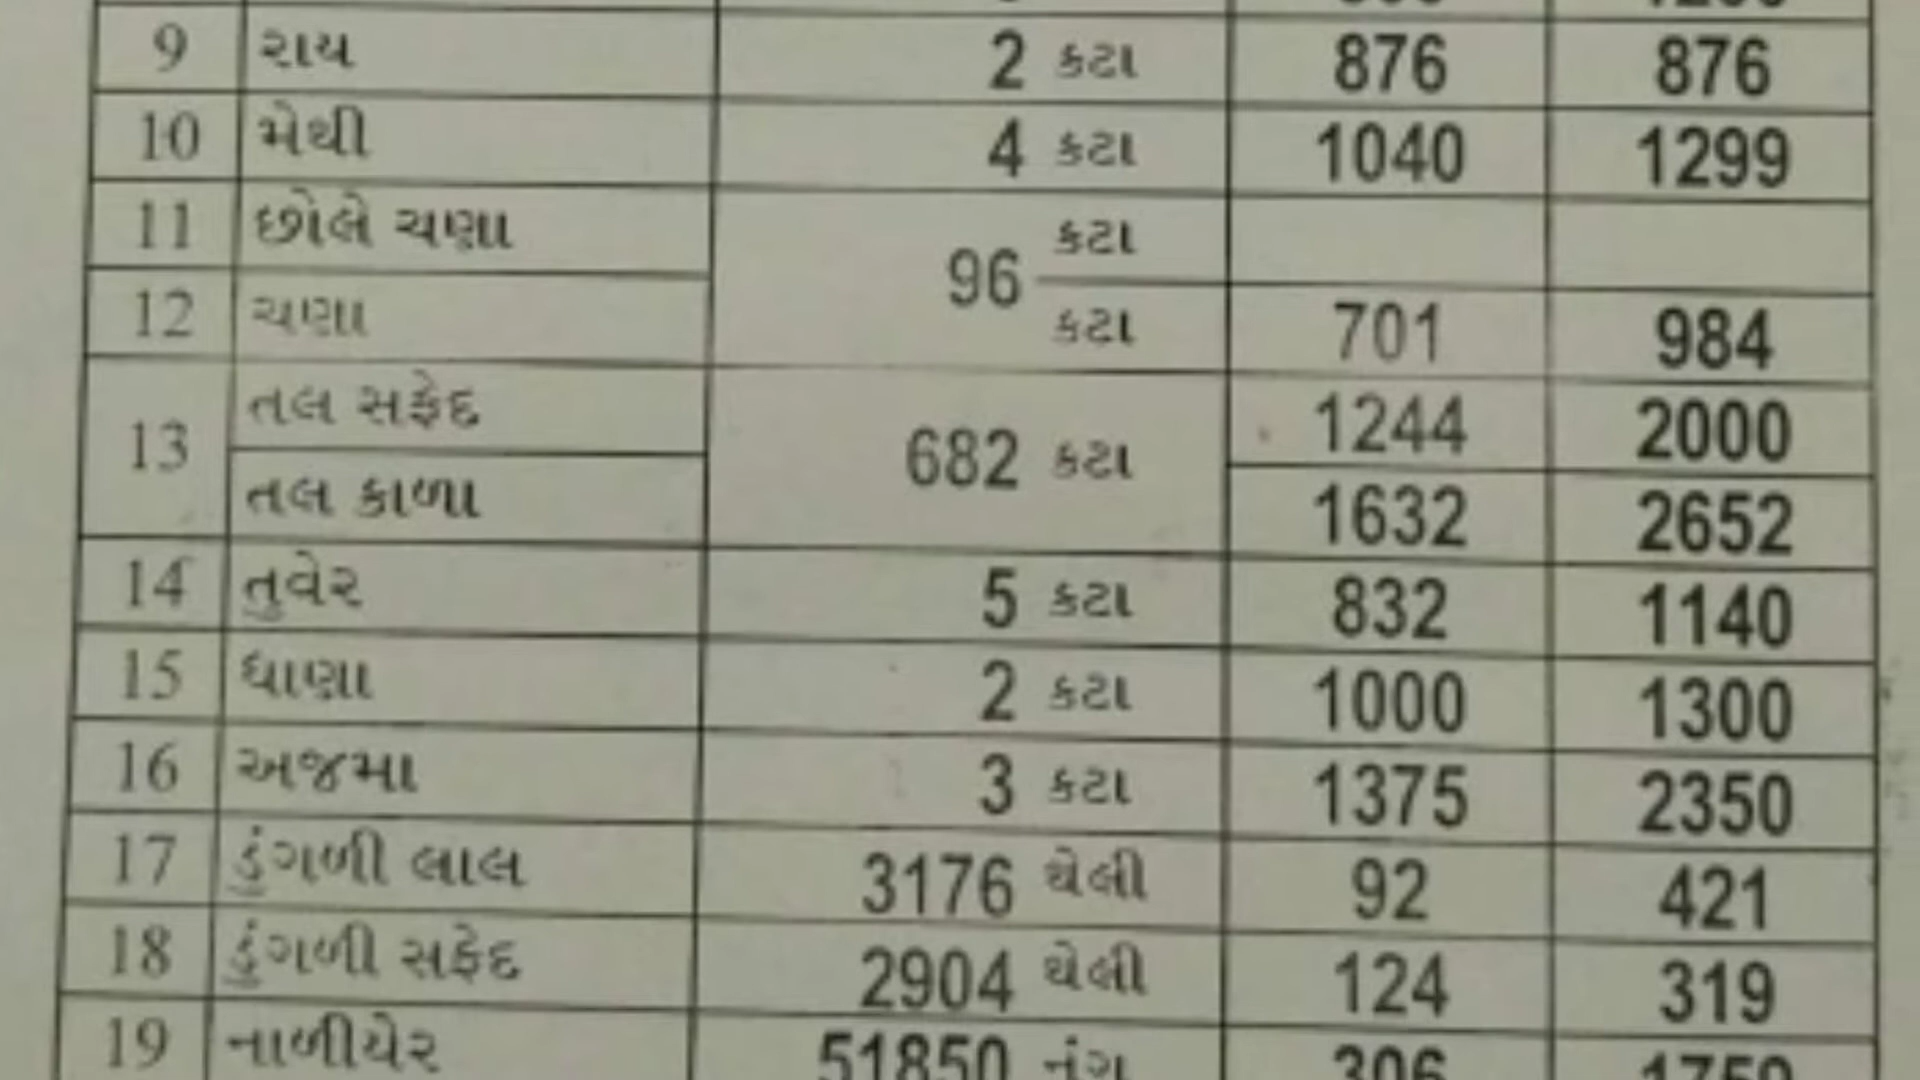 9 રાય 2 કટા 876 876
10 મેથી 4 કટા 1040 1299
11 છોલે ચણા 96 કટા
12 ચણા કટા 701 984
13 તલ સફેદ 682 કટા 1244 2000
તલ કાળા 1632 2652
14 તુવેર 5 કટા 832 1140
15 ધાણા 2 કટા 1000 1300
16 અજમા 3 કટા 1375 2350
17 ડુંગળી લાલ 3176 થેલી 92 421
18 ડુંગળી સફેદ 2904 થેલી 124 319
19 નાળીયેર 51850 નંગ 306 1759